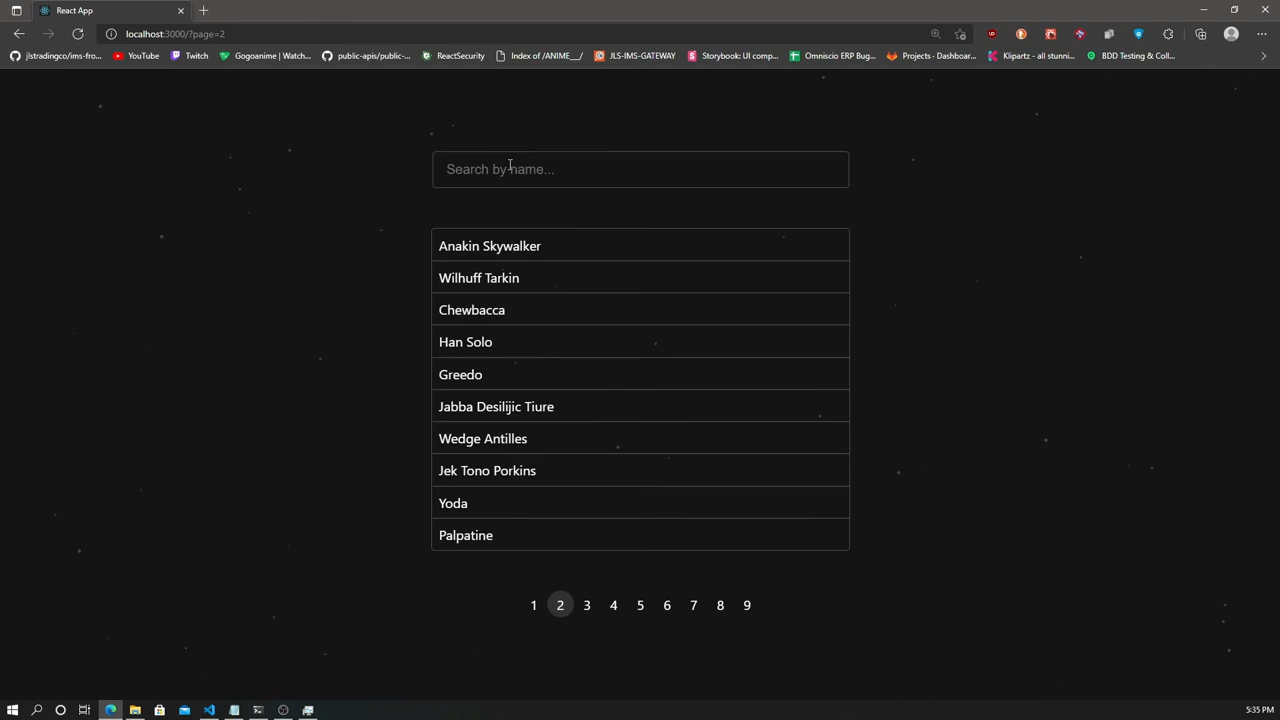 React App
localhost:3000/?page=2
jlstradingco/ims-fro...
YouTube
Twitch
Gogoanime | Watch...
public-apis/public-...
ReactSecurity
Index of /ANIME__/
JLS-IMS-GATEWAY
Storybook: UI comp...
Omniscio ERP Bug...
Projects · Dashboar...
Klipartz - all stunni...
BDD Testing & Coll...
Search by name...
Anakin Skywalker
Wilhuff Tarkin
Chewbacca
Han Solo
Greedo
Jabba Desilijic Tiure
Wedge Antilles
Jek Tono Porkins
Yoda
Palpatine
1 2 3 4 5 6 7 8 9
5:35 PM